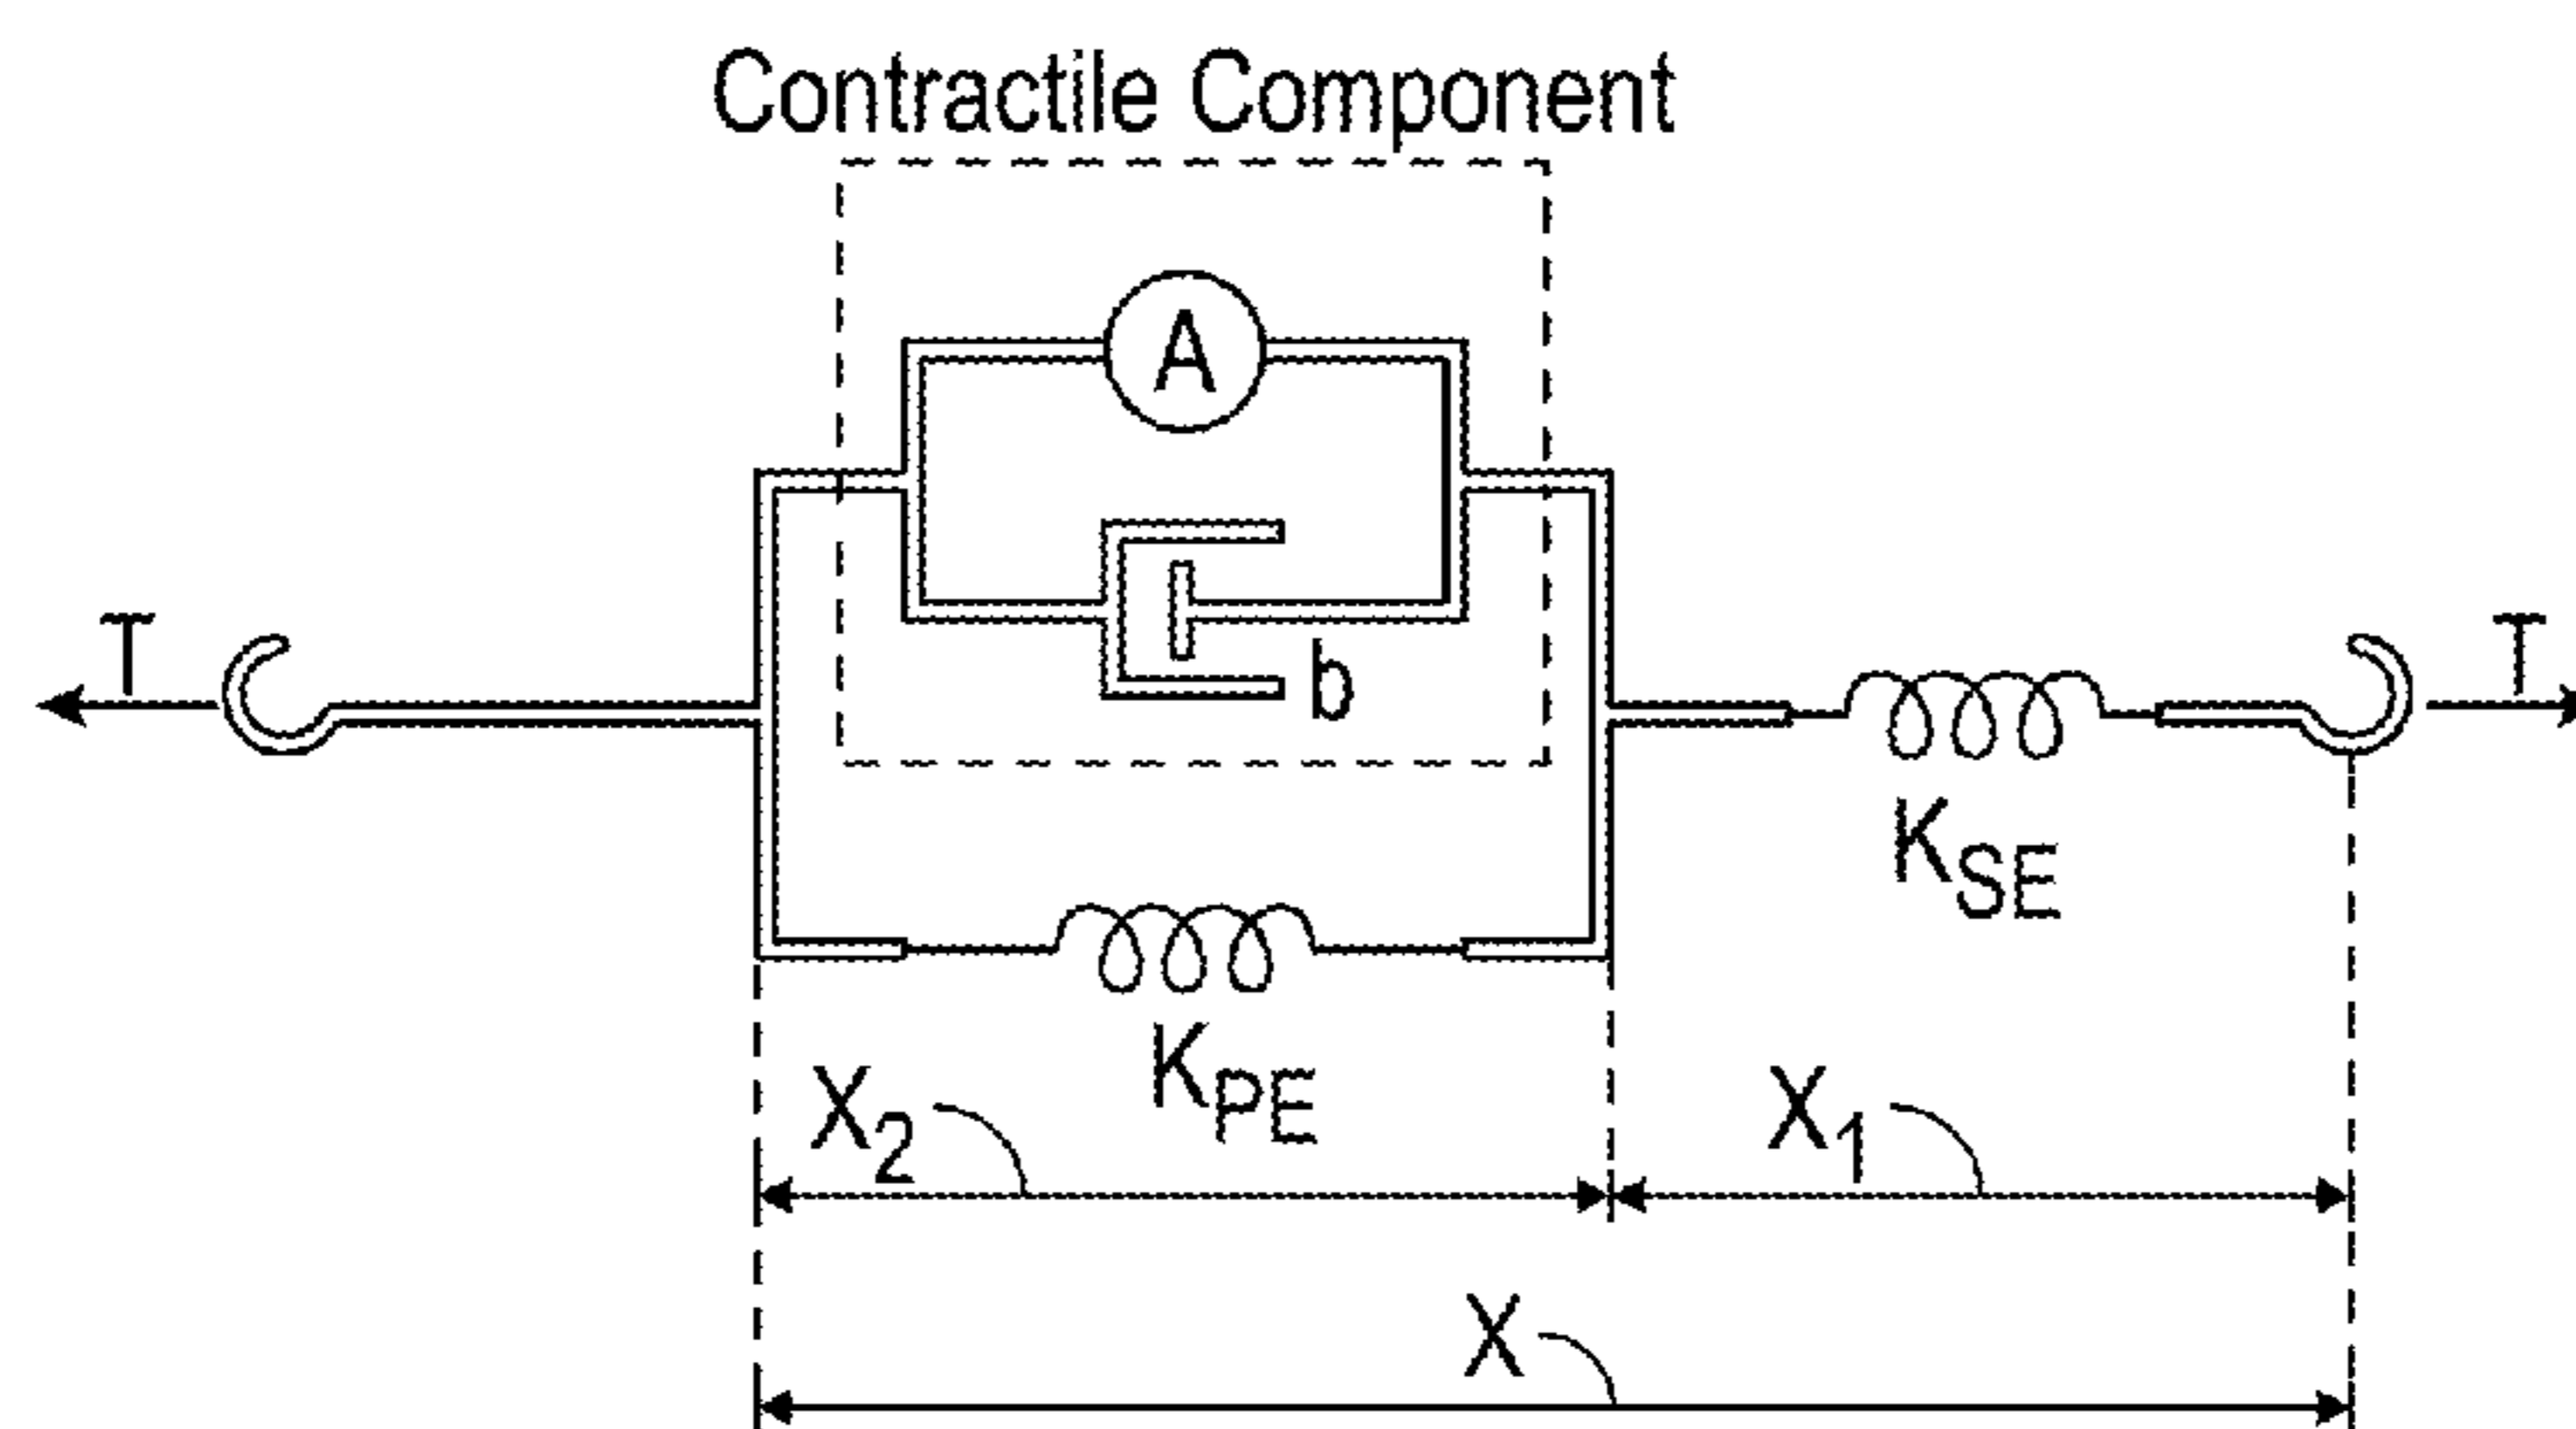 Contractile Component
A
T
T
b
K_SE
K_PE
X_2
X_1
X